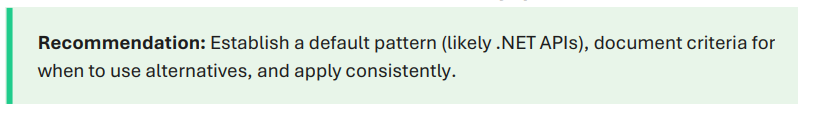 Recommendation: Establish a default pattern (likely .NET APIs), document criteria for
when to use alternatives, and apply consistently.